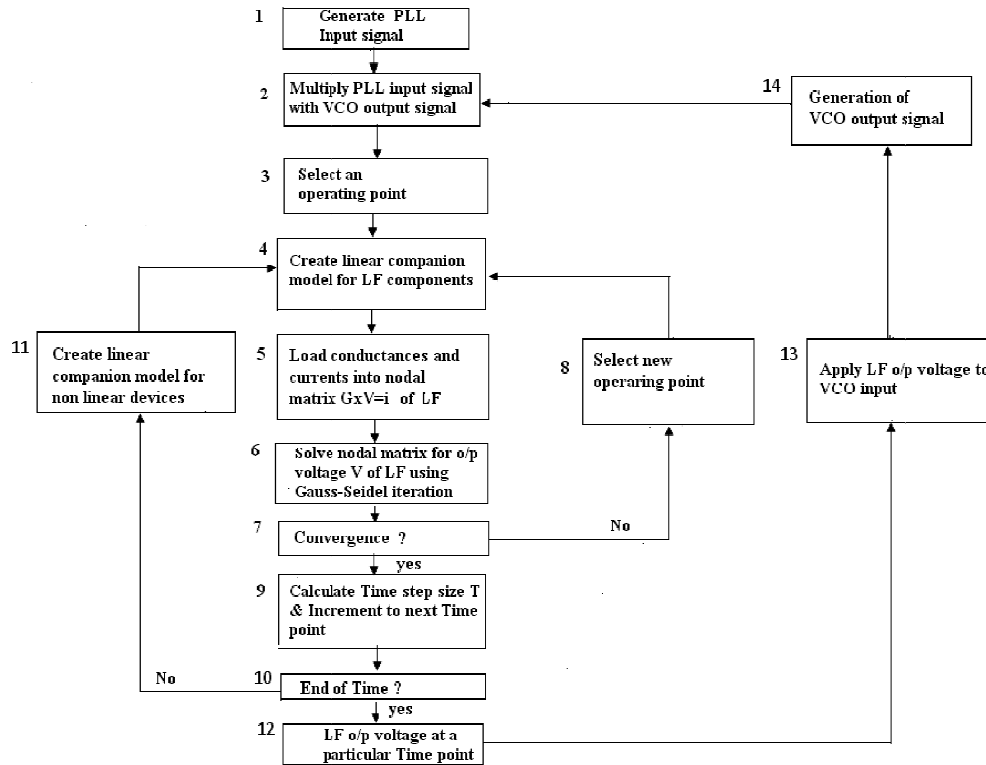 1
Generate PLL
Input signal
2
Multiply PLL input signal
with VCO output signal
14
Generation of
VCO output signal
3
Select an
operating point
4
Create linear companion
model for LF components
11
Create linear
companion model for
non linear devices
5
Load conductances and
currents into nodal
matrix GxV=i of LF
8
Select new
operaring point
13
Apply LF o/p voltage to
VCO input
6
Solve nodal matrix for o/p
voltage V of LF using
Gauss-Seidel iteration
7
Convergence ?
No
yes
9
Calculate Time step size T
& Increment to next Time
point
No
10
End of Time ?
yes
12
LF o/p voltage at a
particular Time point